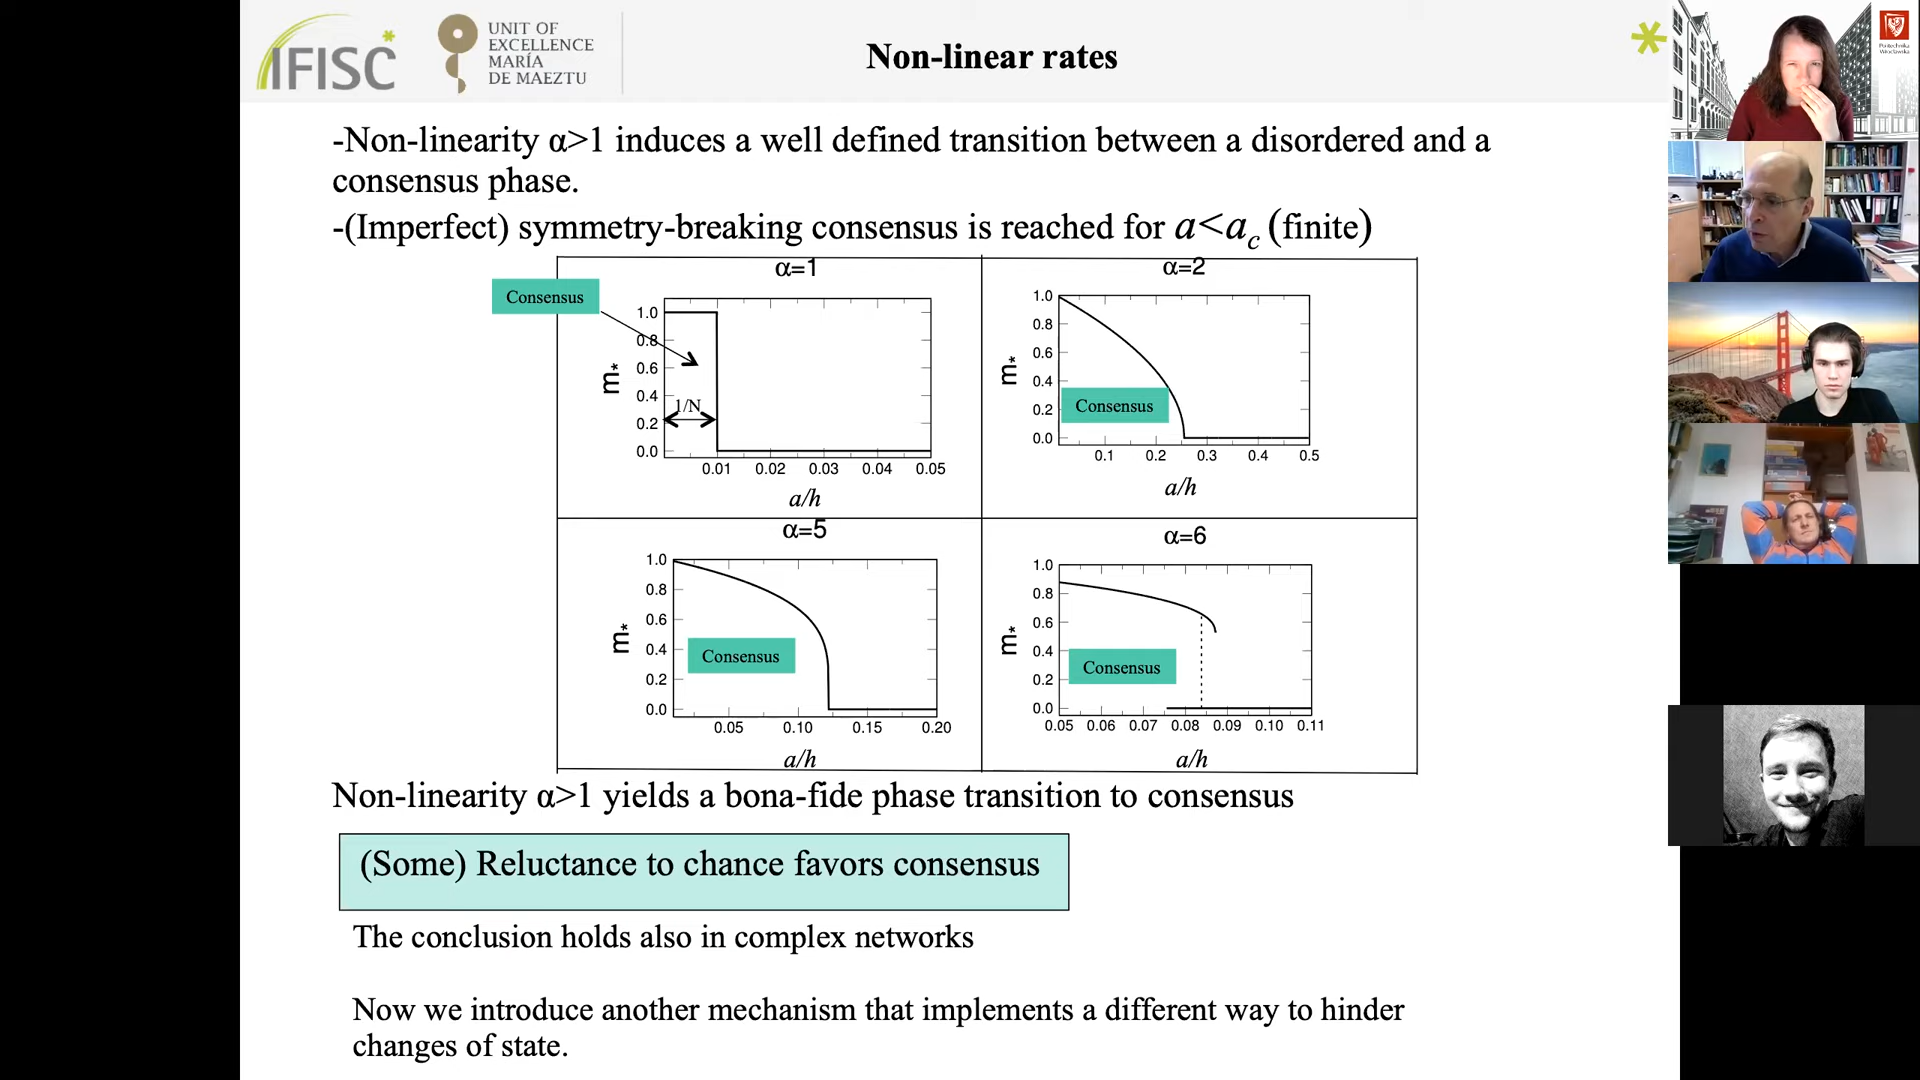 IFISC
UNIT OF
EXCELLENCE
MARÍA
DE MAEZTU
Non-linear rates
-Non-linearity α>1 induces a well defined transition between a disordered and a
consensus phase.
-(Imperfect) symmetry-breaking consensus is reached for a<ac (finite)
α=1
Consensus
1.0
0.8
0.6
0.4
0.2
0.0
m*
1/N
0.01 0.02 0.03 0.04 0.05
a/h
α=2
1.0
0.8
0.6
0.4
0.2
0.0
m*
Consensus
0.1 0.2 0.3 0.4 0.5
a/h
α=5
1.0
0.8
0.6
0.4
0.2
0.0
m*
Consensus
0.05 0.10 0.15 0.20
a/h
α=6
1.0
0.8
0.6
0.4
0.2
0.0
m*
Consensus
0.05 0.06 0.07 0.08 0.09 0.10 0.11
a/h
Non-linearity α>1 yields a bona-fide phase transition to consensus
(Some) Reluctance to chance favors consensus
The conclusion holds also in complex networks
Now we introduce another mechanism that implements a different way to hinder
changes of state.
Politechnika
Wrocławska